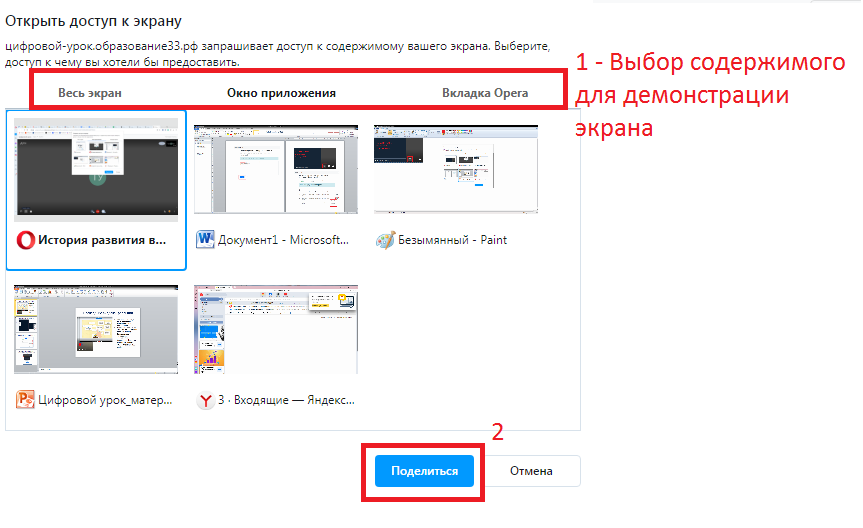 Открыть доступ к экрану
цифровой-урок.образование33.рф запрашивает доступ к содержимому вашего экрана. Выберите,
доступ к чему вы хотели бы предоставить.
Весь экран Окно приложения Вкладка Opera
1 - Выбор содержимого
для демонстрации
экрана
История развития в...
Документ1 - Microsoft...
Безымянный - Paint
Цифровой урок_матер...
3 · Входящие — Яндекс...
2
Поделиться Отмена